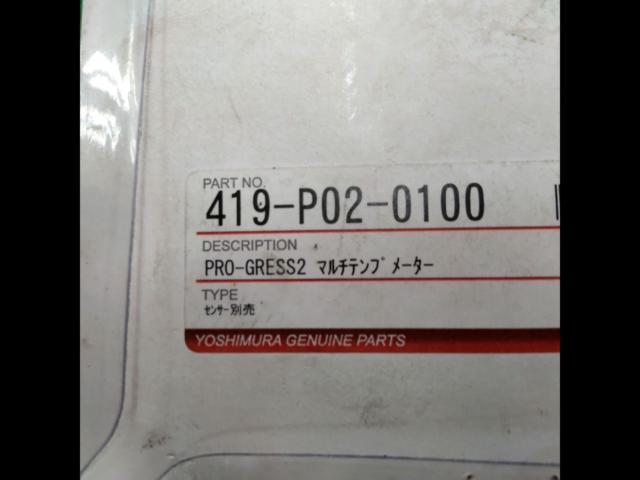 PART NO.
419-P02-0100
DESCRIPTION
PRO-GRESS2 ﾏﾙﾁﾃﾝﾌﾟﾒｰﾀｰ
TYPE
ｾﾝｻｰ別売
YOSHIMURA GENUINE PARTS